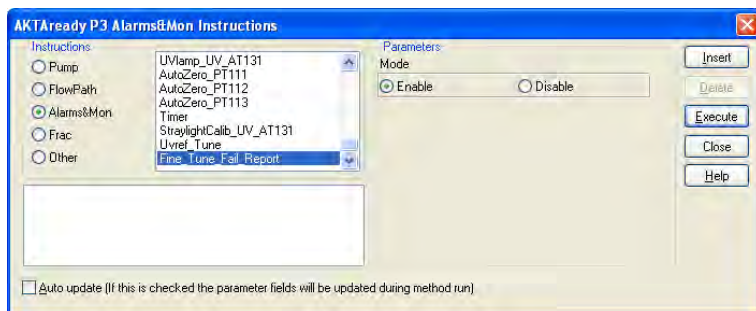 AKTAready P3 Alarms&Mon Instructions
Instructions
Pump
FlowPath
Alarms&Mon
Frac
Other
UVlamp_UV_AT131
AutoZero_PT111
AutoZero_PT112
AutoZero_PT113
Timer
StraylightCalib_UV_AT131
Uvref_Tune
Fine_Tune_Fail_Report
Parameters
Mode
Enable
Disable
Insert
Delete
Execute
Close
Help
Auto update (If this is checked the parameter fields will be updated during method run)